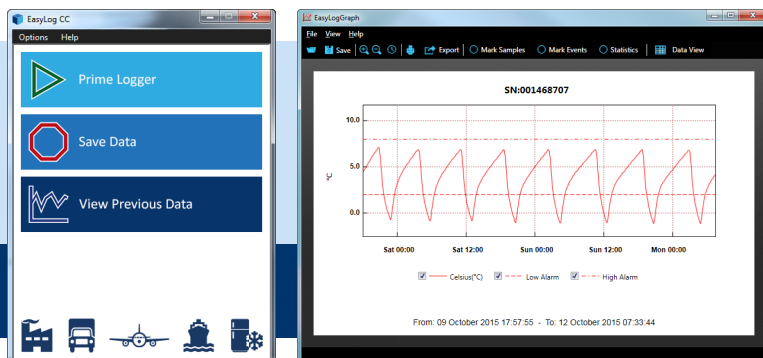 EasyLog CC
Options Help
Prime Logger
Save Data
View Previous Data
EasyLogGraph
File View Help
Save Export Mark Samples Mark Events Statistics Data View
SN:001468707
10.0
5.0
0.0
°C
Sat 00:00 Sat 12:00 Sun 00:00 Sun 12:00 Mon 00:00
Celsius(°C) Low Alarm High Alarm
From: 09 October 2015 17:57:55 - To: 12 October 2015 07:33:44